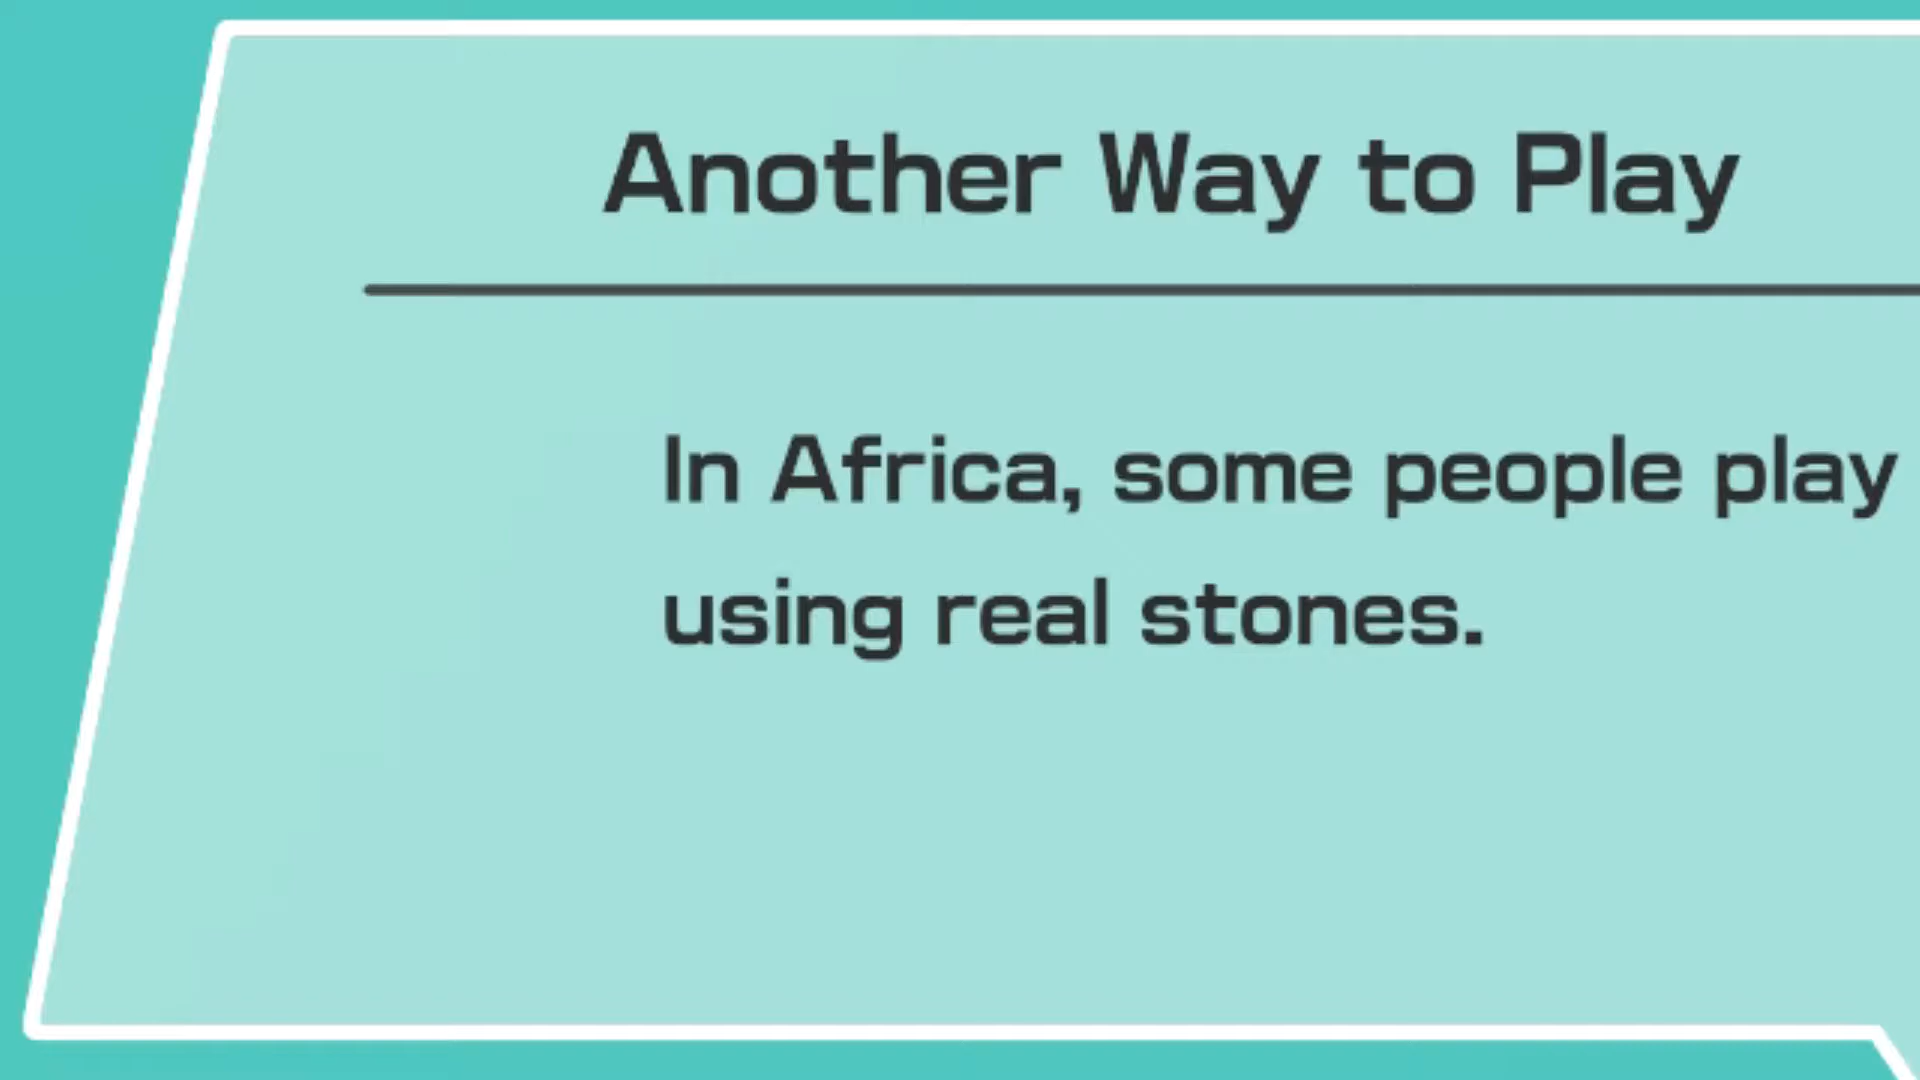 Another Way to Play
In Africa, some people play
using real stones.